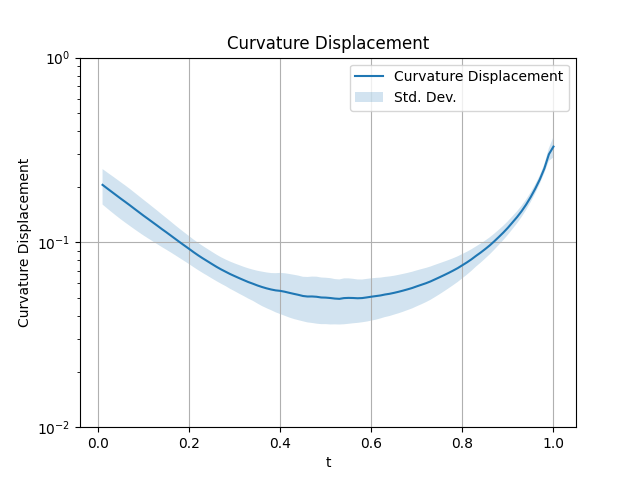 Curvature Displacement
Curvature Displacement
Std. Dev.
Curvature Displacement
10⁰
10⁻¹
10⁻²
0.0 0.2 0.4 0.6 0.8 1.0
t